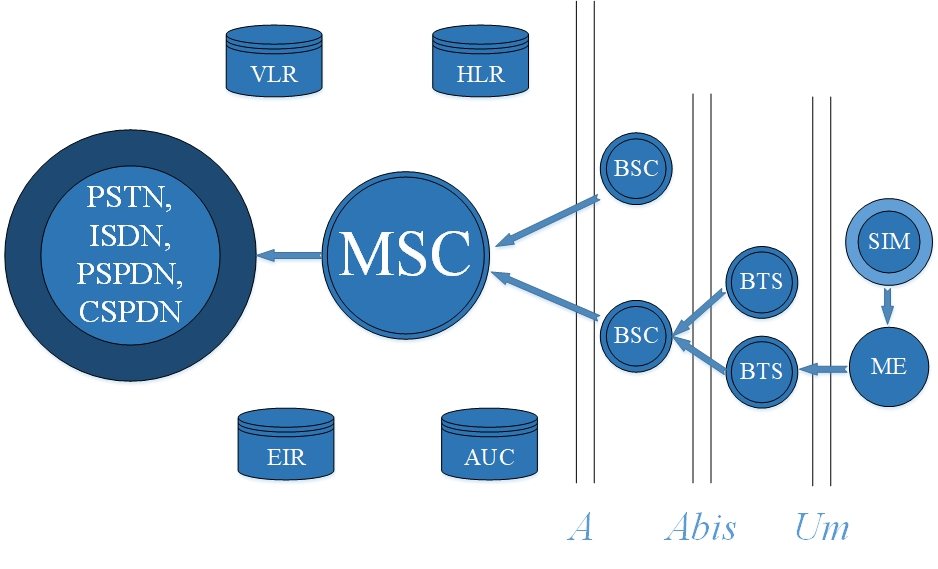 VLR
HLR
BSC
PSTN,
ISDN,
PSPDN,
CSPDN
MSC
SIM
BTS
BSC
BTS
ME
EIR
AUC
A
Abis
Um